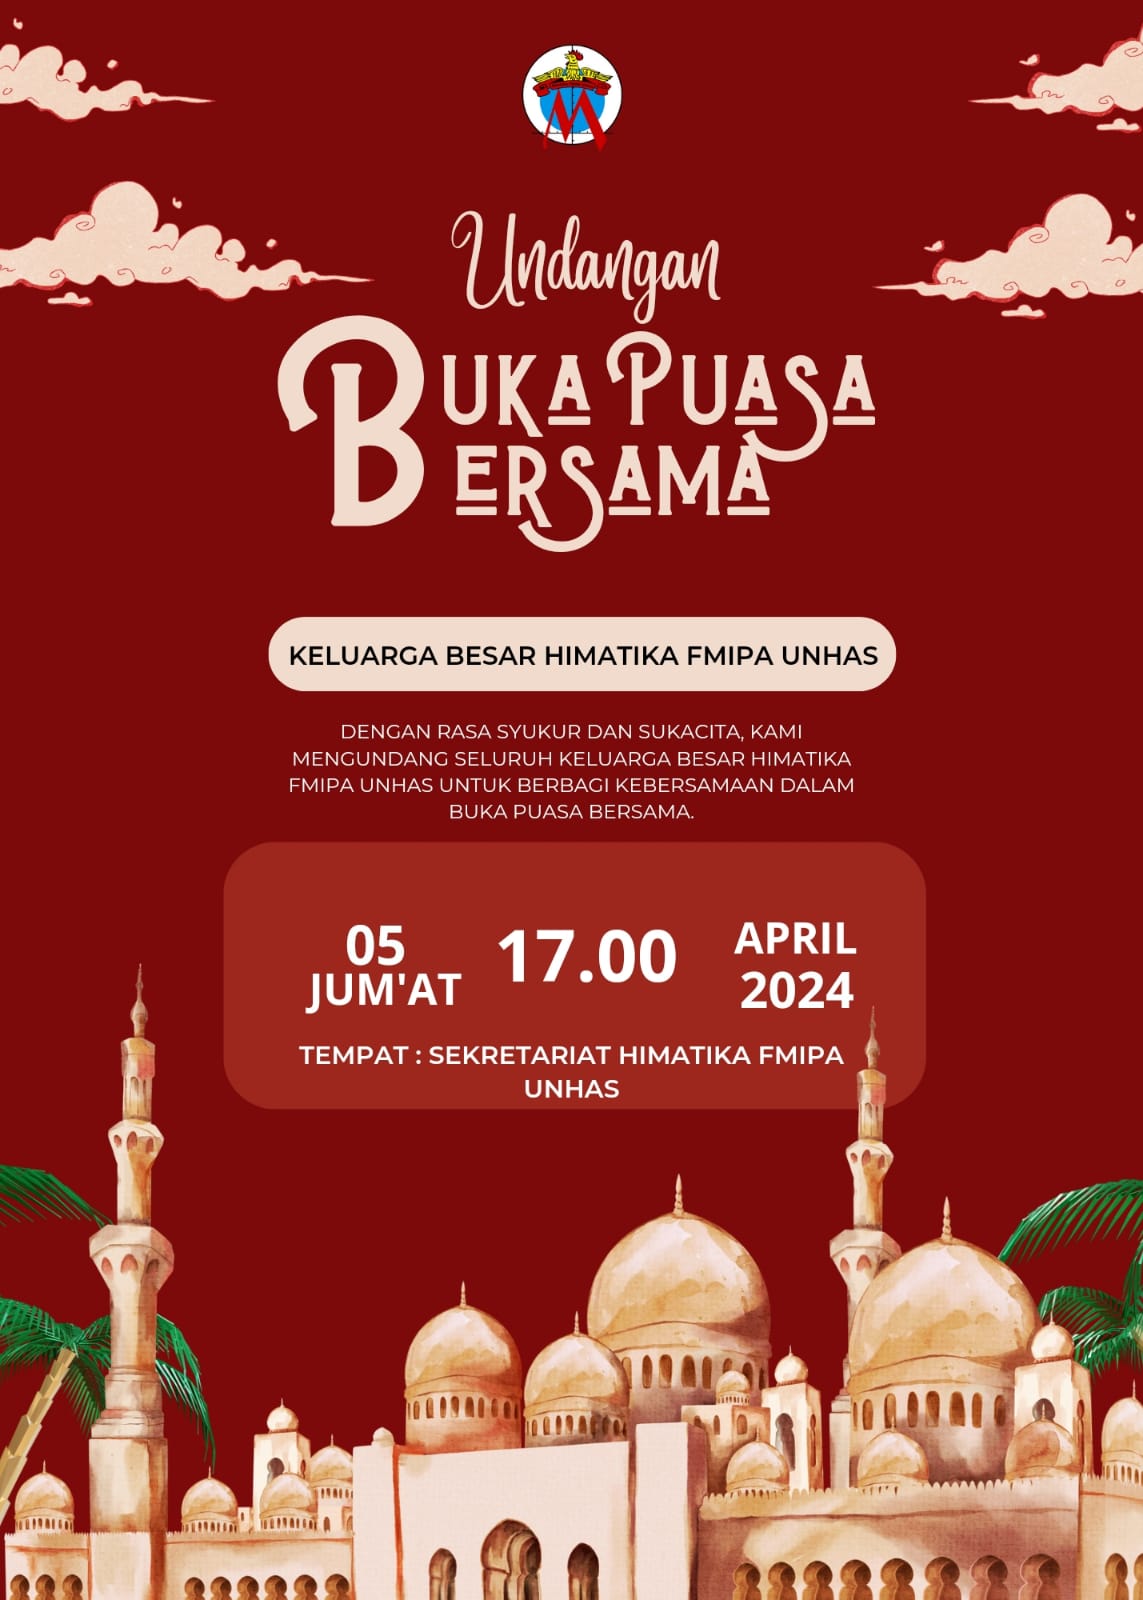 Undangan
BUKA PUASA
BERSAMA
KELUARGA BESAR HIMATIKA FMIPA UNHAS
DENGAN RASA SYUKUR DAN SUKACITA, KAMI
MENGUNDANG SELURUH KELUARGA BESAR HIMATIKA
FMIPA UNHAS UNTUK BERBAGI KEBERSAMAAN DALAM
BUKA PUASA BERSAMA.
05
JUM'AT
17.00
APRIL
2024
TEMPAT : SEKRETARIAT HIMATIKA FMIPA
UNHAS